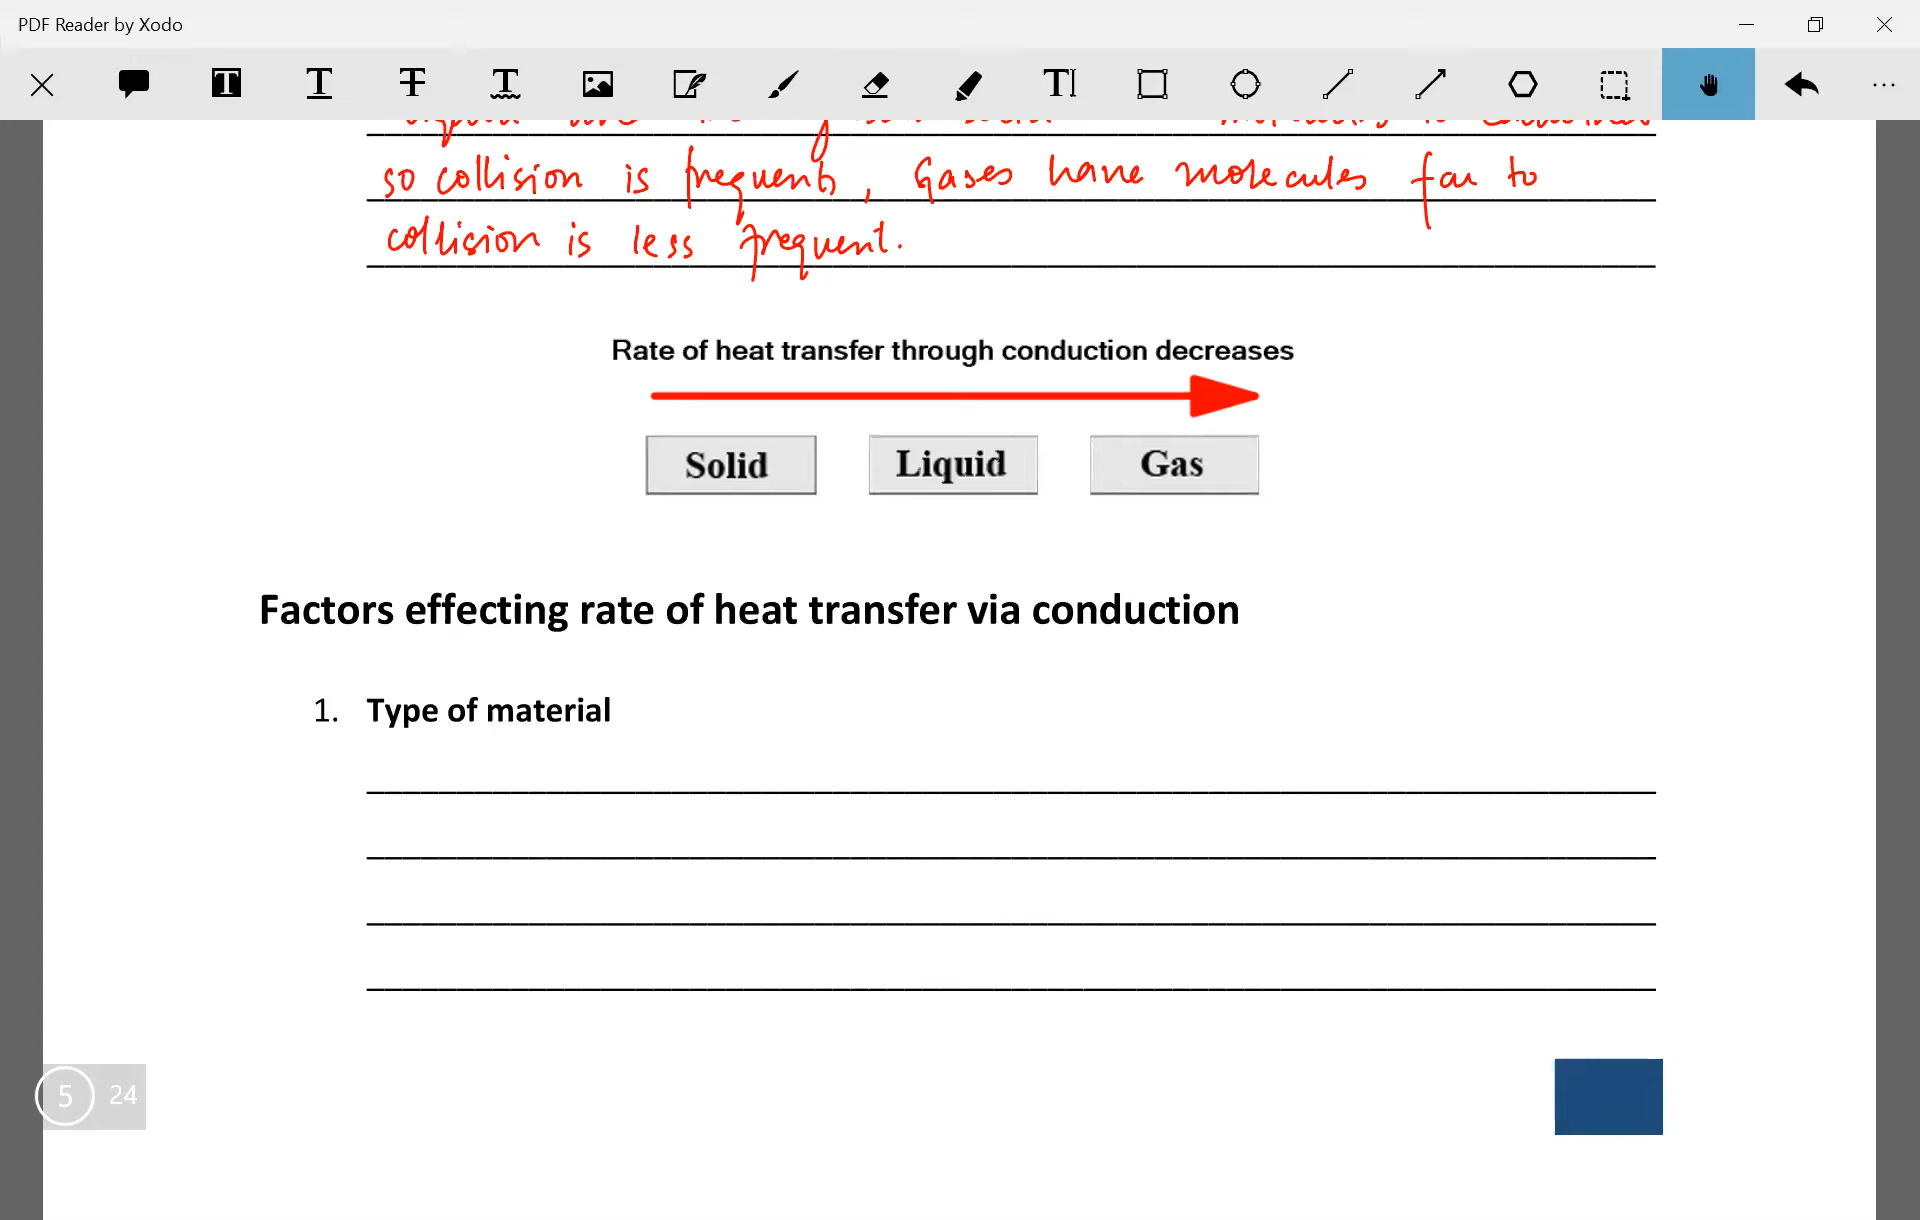 PDF Reader by Xodo
so collision is frequent, Gases have molecules far to
collision is less frequent.
Rate of heat transfer through conduction decreases
Solid Liquid Gas
Factors effecting rate of heat transfer via conduction
1. Type of material
5 24